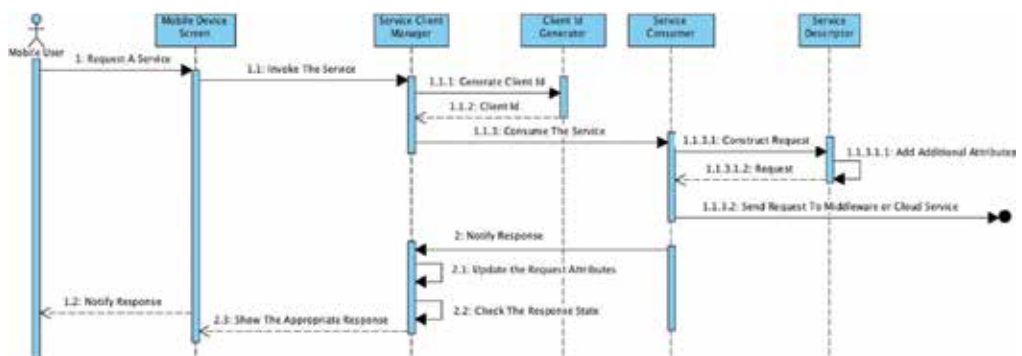 Mobile Device
Screen
Service Client
Manager
Client Id
Generator
Service
Consumer
Service
Descriptor
Mobile User
1: Request A Service
1.1: Invoke The Service
1.1.1: Generate Client Id
1.1.2: Client Id
1.1.3: Consume The Service
1.1.3.1: Construct Request
1.1.3.1.1: Add Additional Attributes
1.1.3.1.2: Request
1.1.3.2: Send Request To Middleware or Cloud Service
2: Notify Response
2.1: Update the Request Attributes
1.2: Notify Response
2.2: Check The Response State
2.3: Show The Appropriate Response